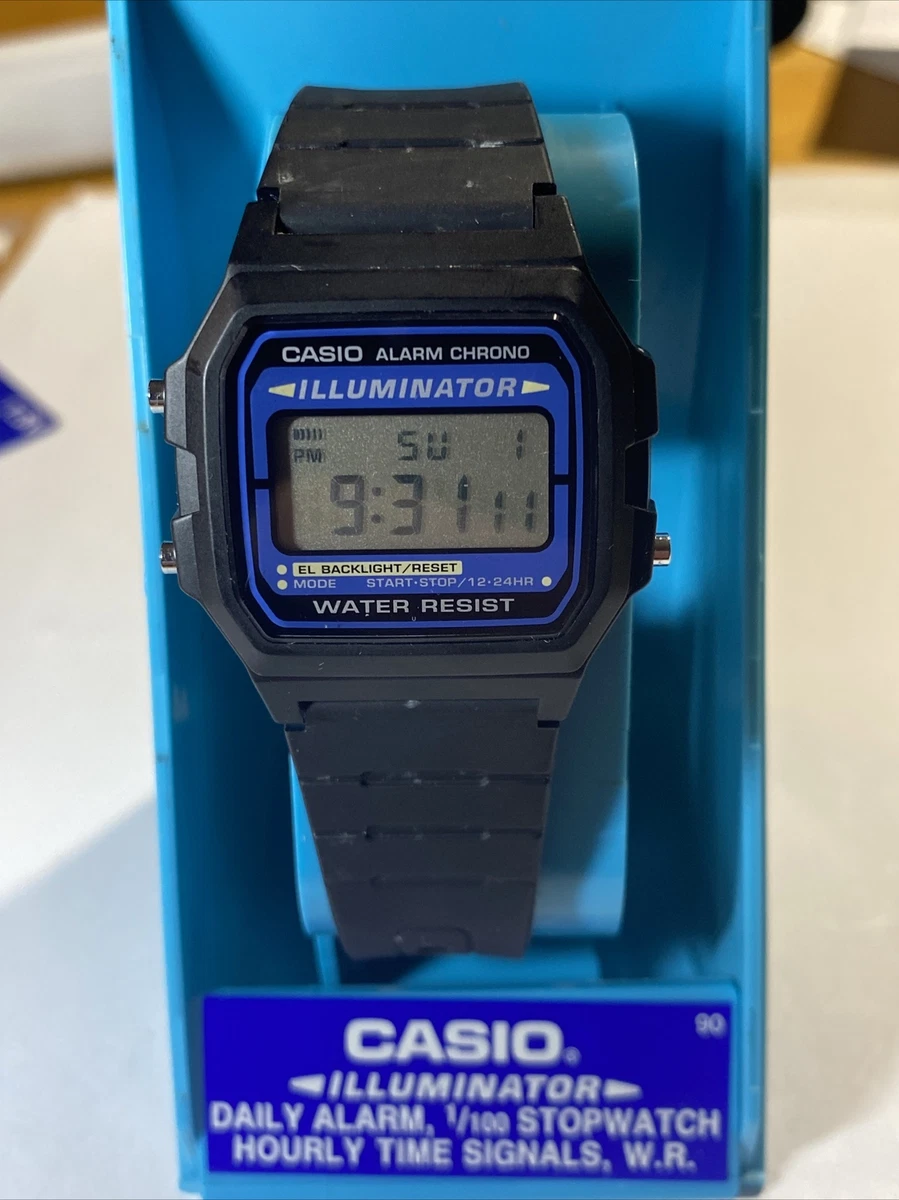 CASIO ALARM CHRONO
ILLUMINATOR
SU 1
PM
9:31 11
EL BACKLIGHT/RESET
MODE START·STOP/12·24HR
WATER RESIST
90
CASIO®
ILLUMINATOR
DAILY ALARM, 1/100 STOPWATCH
HOURLY TIME SIGNALS, W.R.